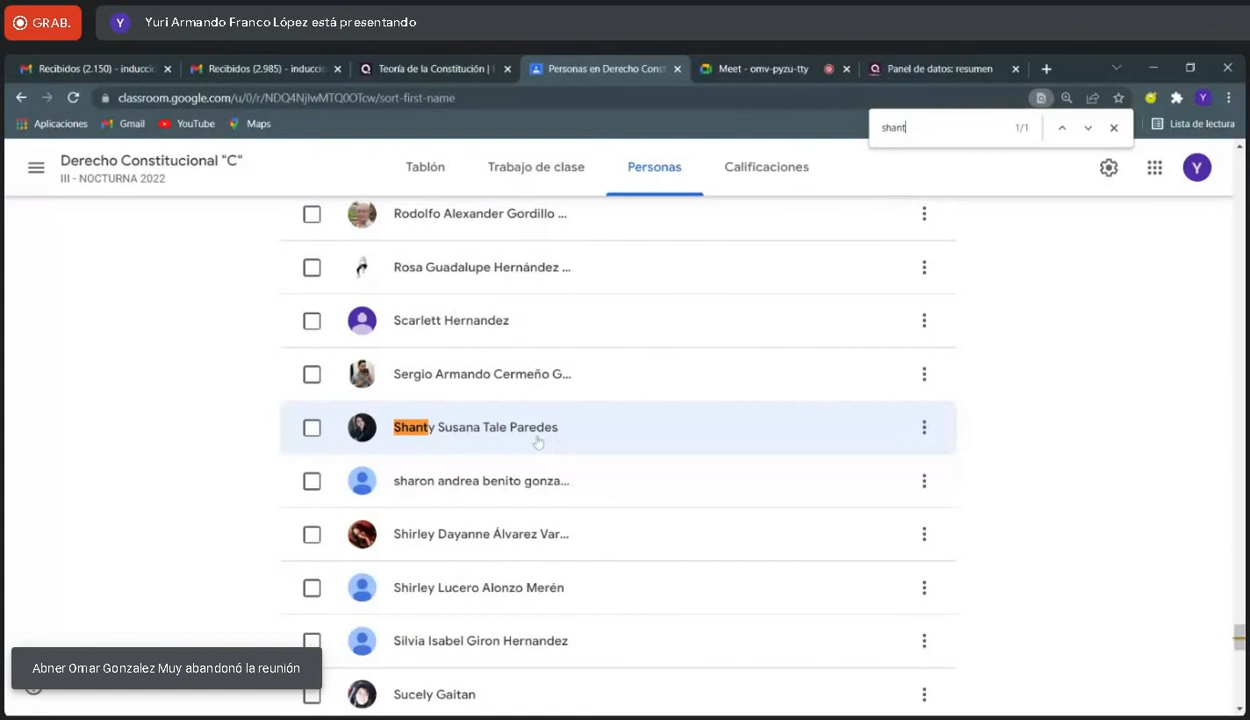 GRAB.
Y Yuri Armando Franco López está presentando
Recibidos (2.150) - inducci
Recibidos (2.985) - inducci
Teoría de la Constitución |
Personas en Derecho Const
Meet - omv-pyzu-tty
Panel de datos: resumen
classroom.google.com/u/0/r/NDQ4NjIwMTQ0OTcw/sort-first-name
Y
Aplicaciones
Gmail
YouTube
Maps
shant
1/1
Lista de lectura
Derecho Constitucional "C"
III - NOCTURNA 2022
Tablón
Trabajo de clase
Personas
Calificaciones
Y
Rodolfo Alexander Gordillo ...
Rosa Guadalupe Hernández ...
Scarlett Hernandez
Sergio Armando Cermeño G...
Shanty Susana Tale Paredes
sharon andrea benito gonza...
Shirley Dayanne Álvarez Var...
Shirley Lucero Alonzo Merén
Silvia Isabel Giron Hernandez
Abner Omar Gonzalez Muy abandonó la reunión
Sucely Gaitan